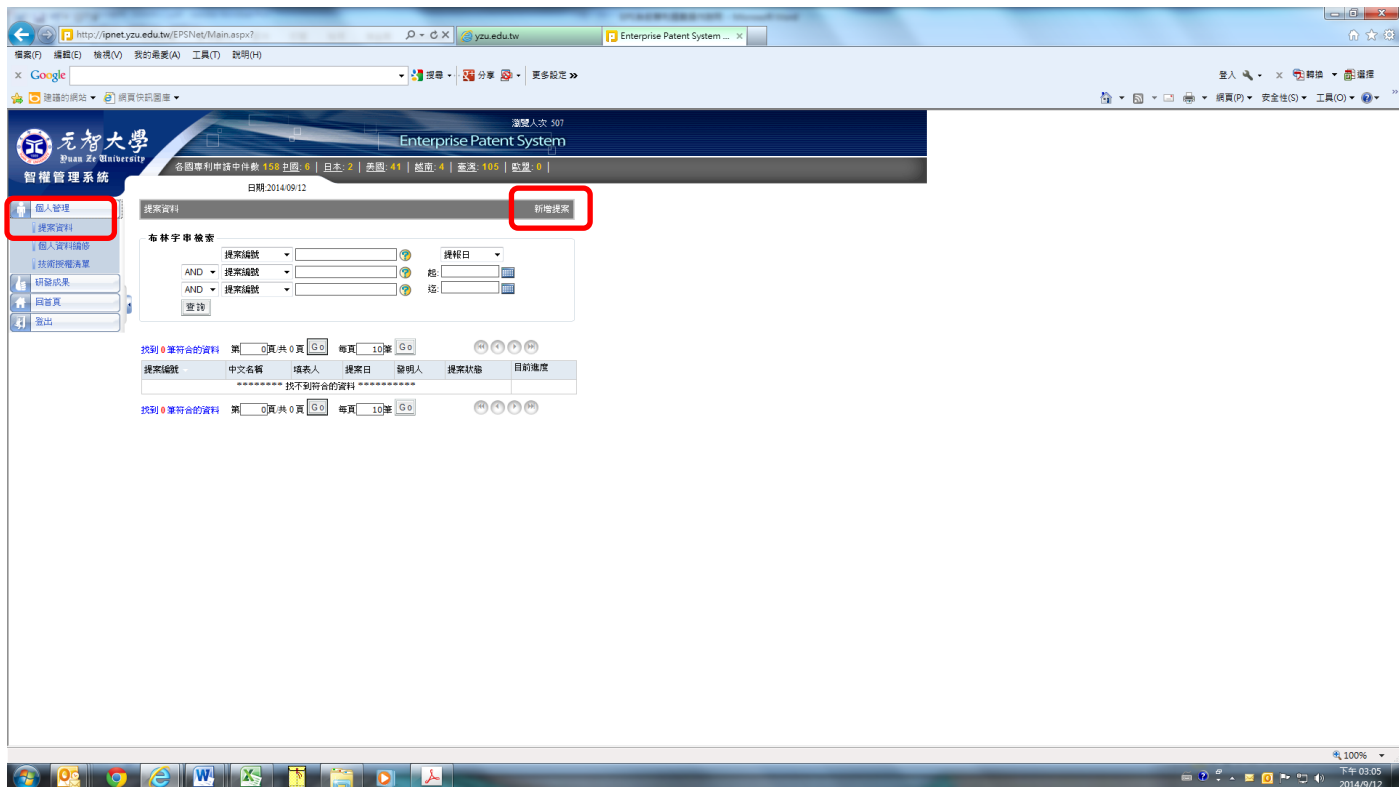 http://ipnet.yzu.edu.tw/EPSNet/Main.aspx?
yzu.edu.tw
Enterprise Patent System ...
檔案(F) 編輯(E) 檢視(V) 我的最愛(A) 工具(T) 說明(H)
x Google 搜尋 分享 更多設定 »
登入 x 轉換 選擇
建議的網站 網頁快訊圖庫
網頁(P) 安全性(S) 工具(O)
瀏覽人次 507
元智大學
Yuan Ze University
智權管理系統
Enterprise Patent System
各國專利申請中件數 158 中國: 6 | 日本: 2 | 美國: 41 | 越南: 4 | 臺灣: 105 | 歐盟: 0 |
日期:2014/09/12
個人管理
提案資料
個人資料編修
技術授權清單
研發成果
回首頁
登出
提案資料 新增提案
布林字串檢索
提案編號 提報日
AND 提案編號 起:
AND 提案編號 迄:
查詢
找到 0 筆符合的資料 第 0 頁/共 0 頁 Go 每頁 10 筆 Go
提案編號 中文名稱 填表人 提案日 發明人 提案狀態 目前進度
******** 找不到符合的資料 **********
找到 0 筆符合的資料 第 0 頁/共 0 頁 Go 每頁 10 筆 Go
100%
下午 03:05
2014/9/12